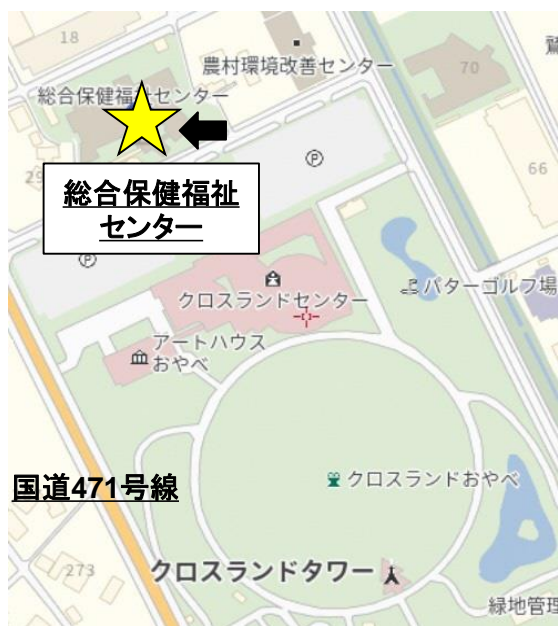 18
農村環境改善センター
70
総合保健福祉センター
66
29
総合保健福祉
センター
P
P
クロスランドセンター
パターゴルフ場
アートハウス
おやべ
国道471号線
クロスランドおやべ
273
クロスランドタワー
緑地管理